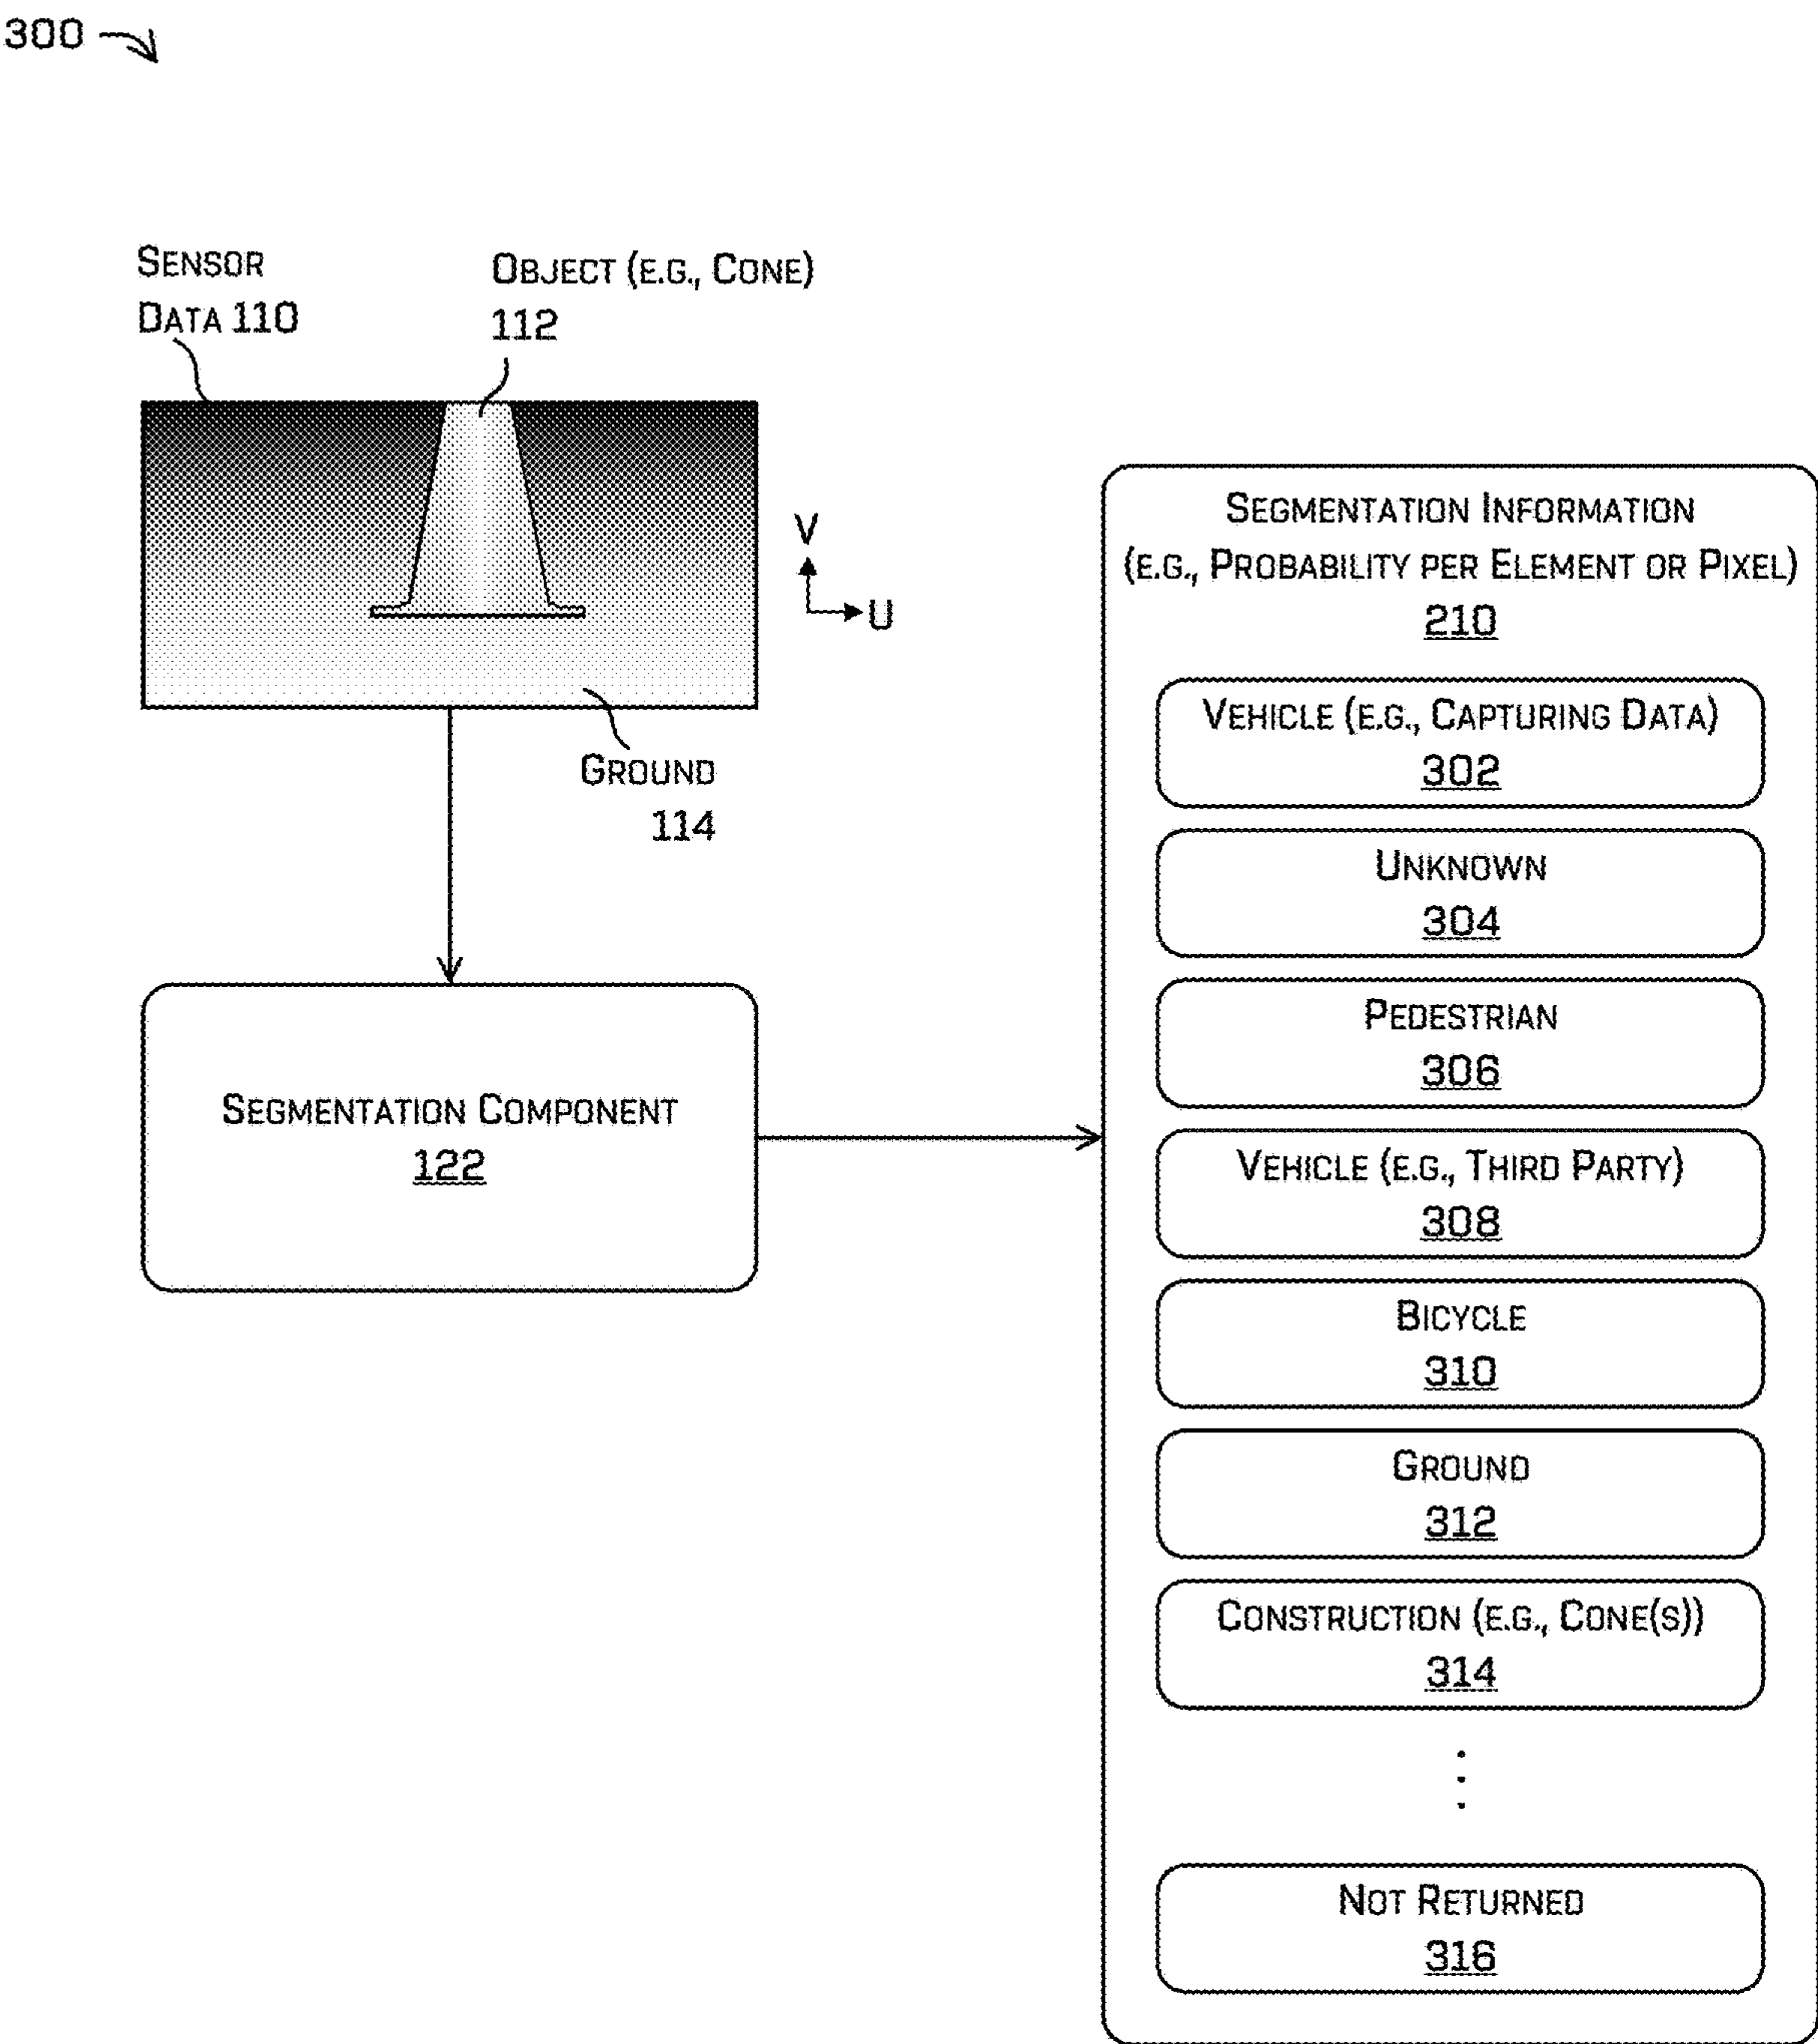 300
SENSOR
DATA 110
OBJECT (E.G., CONE)
112
V
U
GROUND
114
SEGMENTATION COMPONENT
122
SEGMENTATION INFORMATION
(E.G., PROBABILITY PER ELEMENT OR PIXEL)
210
VEHICLE (E.G., CAPTURING DATA)
302
UNKNOWN
304
PEDESTRIAN
306
VEHICLE (E.G., THIRD PARTY)
308
BICYCLE
310
GROUND
312
CONSTRUCTION (E.G., CONE(S))
314
NOT RETURNED
316